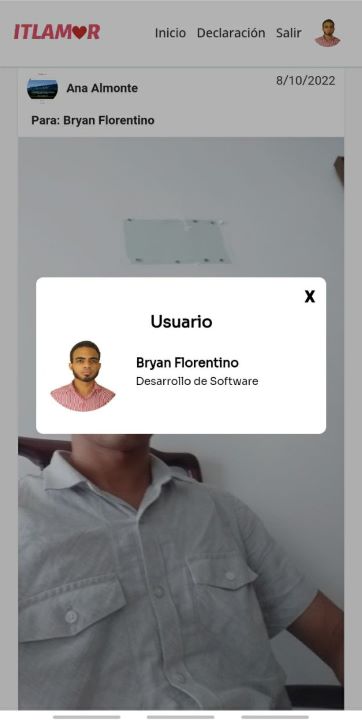 ITLAM❤R
Inicio Declaración Salir
Ana Almonte
8/10/2022
Para: Bryan Florentino
X
Usuario
Bryan Florentino
Desarrollo de Software